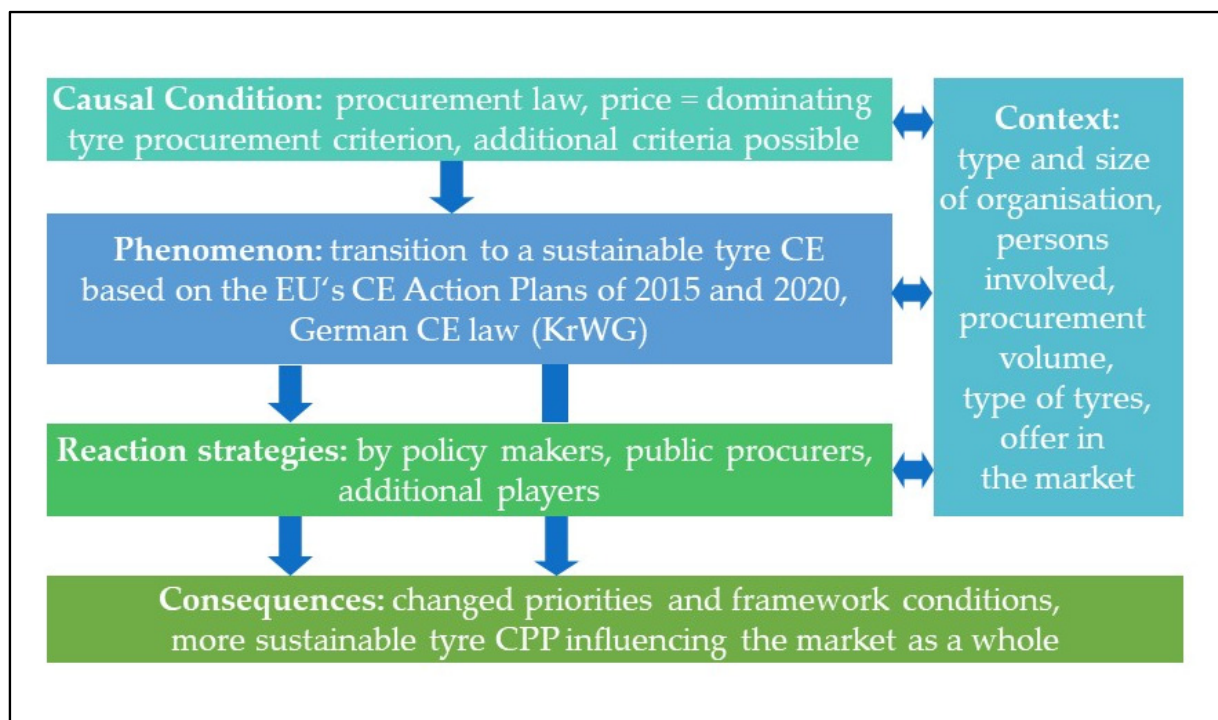 Causal Condition: procurement law, price = dominating
tyre procurement criterion, additional criteria possible
Phenomenon: transition to a sustainable tyre CE
based on the EU‘s CE Action Plans of 2015 and 2020,
German CE law (KrWG)
Reaction strategies: by policy makers, public procurers,
additional players
Context:
type and size
of organisation,
persons
involved,
procurement
volume,
type of tyres,
offer in
the market
Consequences: changed priorities and framework conditions,
more sustainable tyre CPP influencing the market as a whole